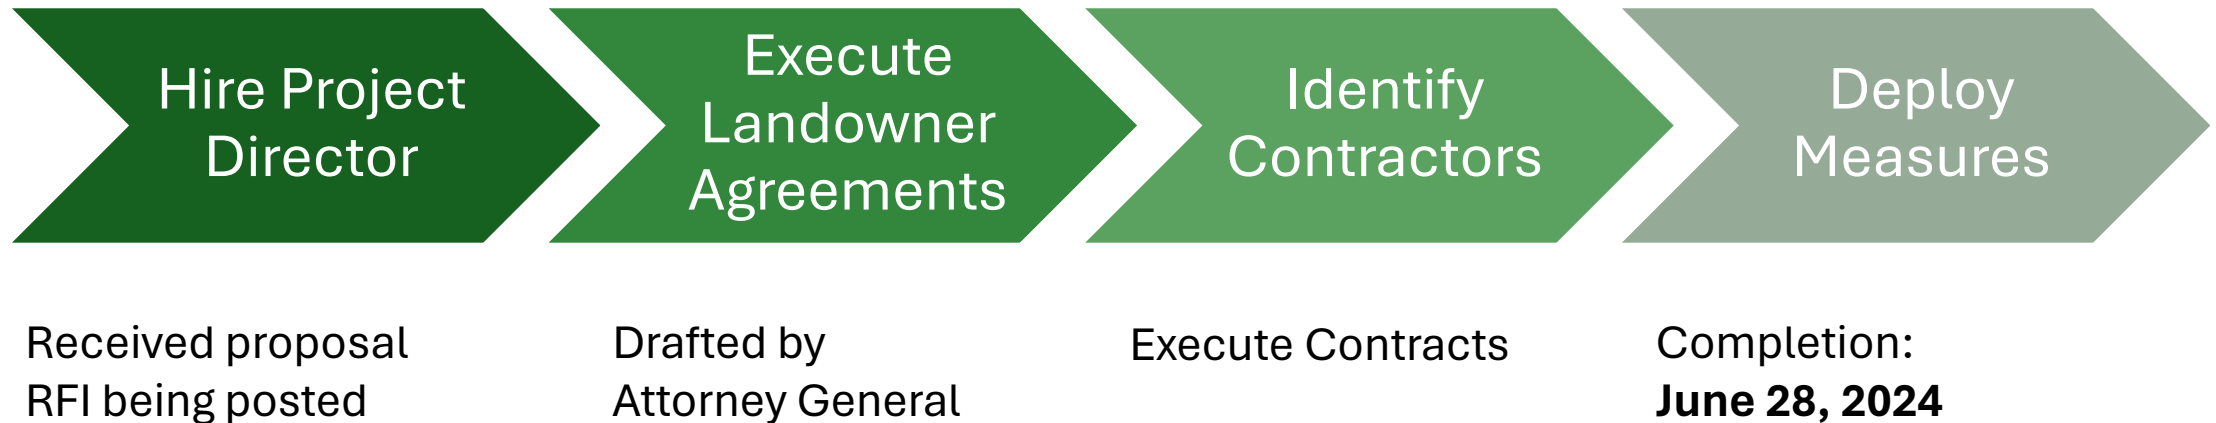 Hire Project
Director
Execute
Landowner
Agreements
Identify
Contractors
Deploy
Measures
Received proposal
RFI being posted
Drafted by
Attorney General
Execute Contracts
Completion:
June 28, 2024